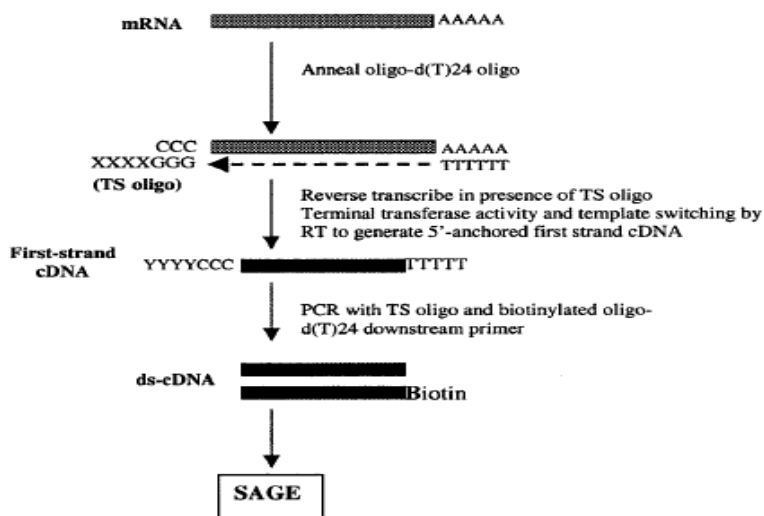 mRNA
AAAAA
Anneal oligo-d(T)24 oligo
CCC
AAAAA
XXXXGGG
TTTTTT
(TS oligo)
Reverse transcribe in presence of TS oligo
Terminal transferase activity and template switching by
RT to generate 5’-anchored first strand cDNA
First-strand
cDNA
YYYYCCC
TTTTT
PCR with TS oligo and biotinylated oligo-
d(T)24 downstream primer
ds-cDNA
Biotin
SAGE